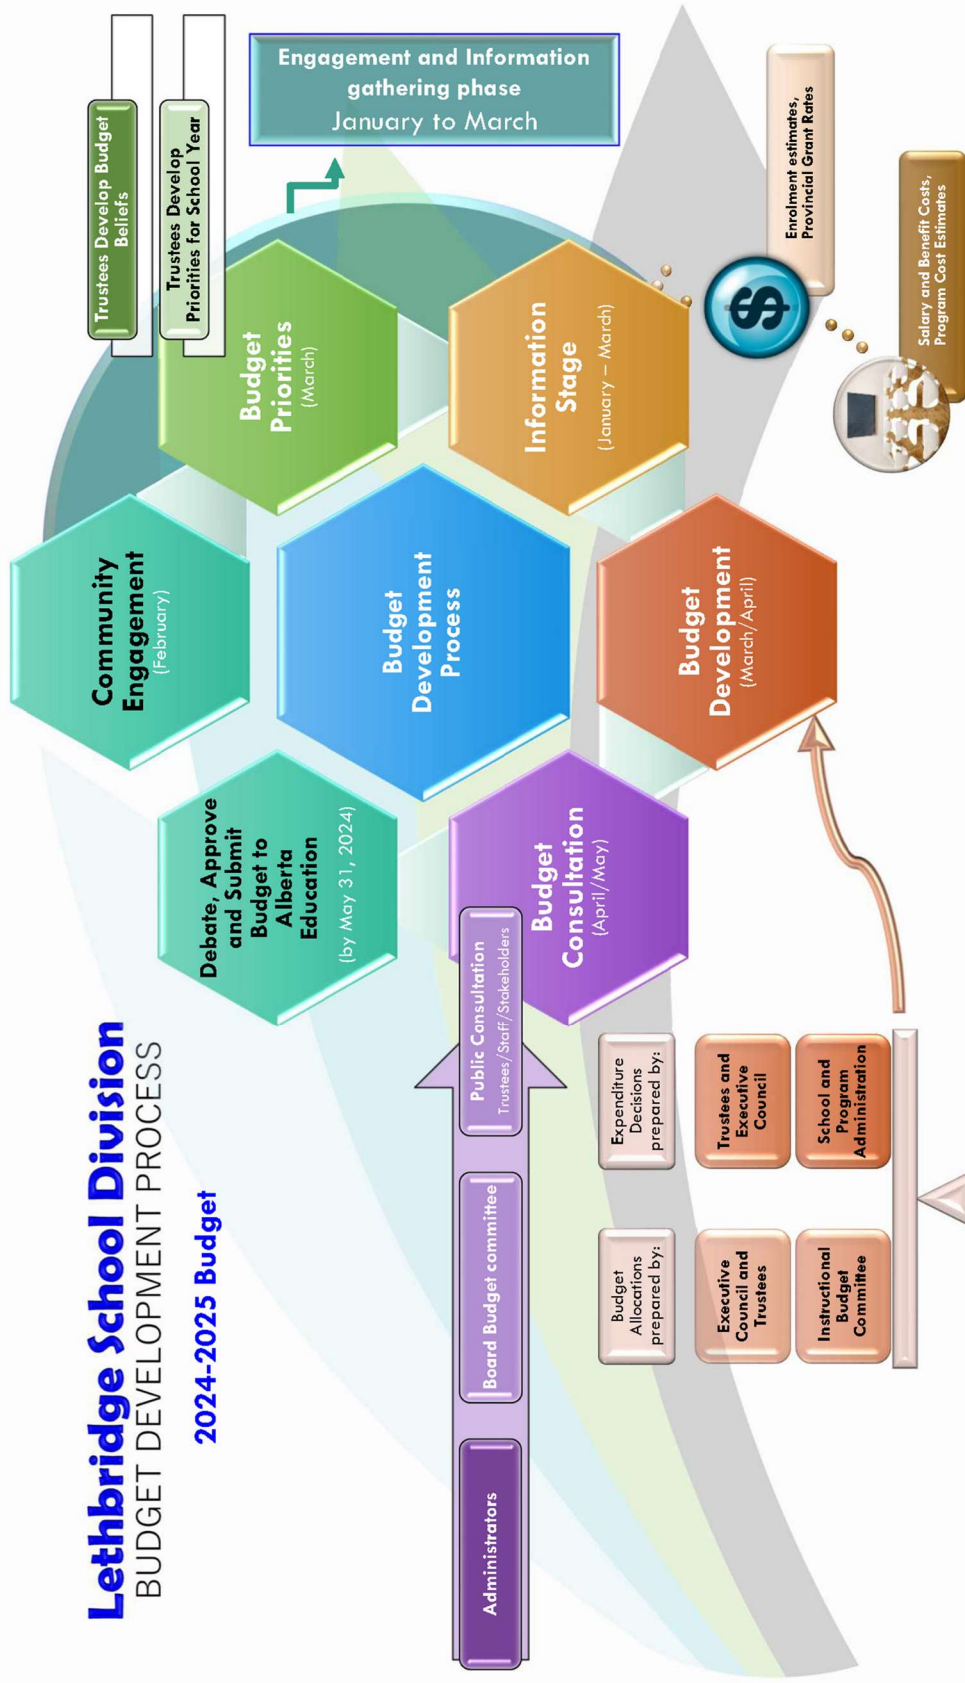 Lethbridge School Division
BUDGET DEVELOPMENT PROCESS
2024-2025 Budget
Community
Engagement
(February)
Trustees Develop Budget
Beliefs
Trustees Develop
Priorities for School Year
Budget
Priorities
(March)
Engagement and Information
gathering phase
January to March
Debate, Approve
and Submit
Budget to
Alberta
Education
(by May 31, 2024)
Budget
Development
Process
Information
Stage
(January – March)
Administrators
Board Budget committee
Public Consultation
Trustees/Staff/Stakeholders
Budget
Consultation
(April/May)
Budget
Development
(March/April)
$
Enrolment estimates,
Provincial Grant Rates
Salary and Benefit Costs,
Program Cost Estimates
Budget
Allocations
prepared by:
Executive
Council and
Trustees
Instructional
Budget
Committee
Expenditure
Decisions
prepared by:
Trustees and
Executive
Council
School and
Program
Administration